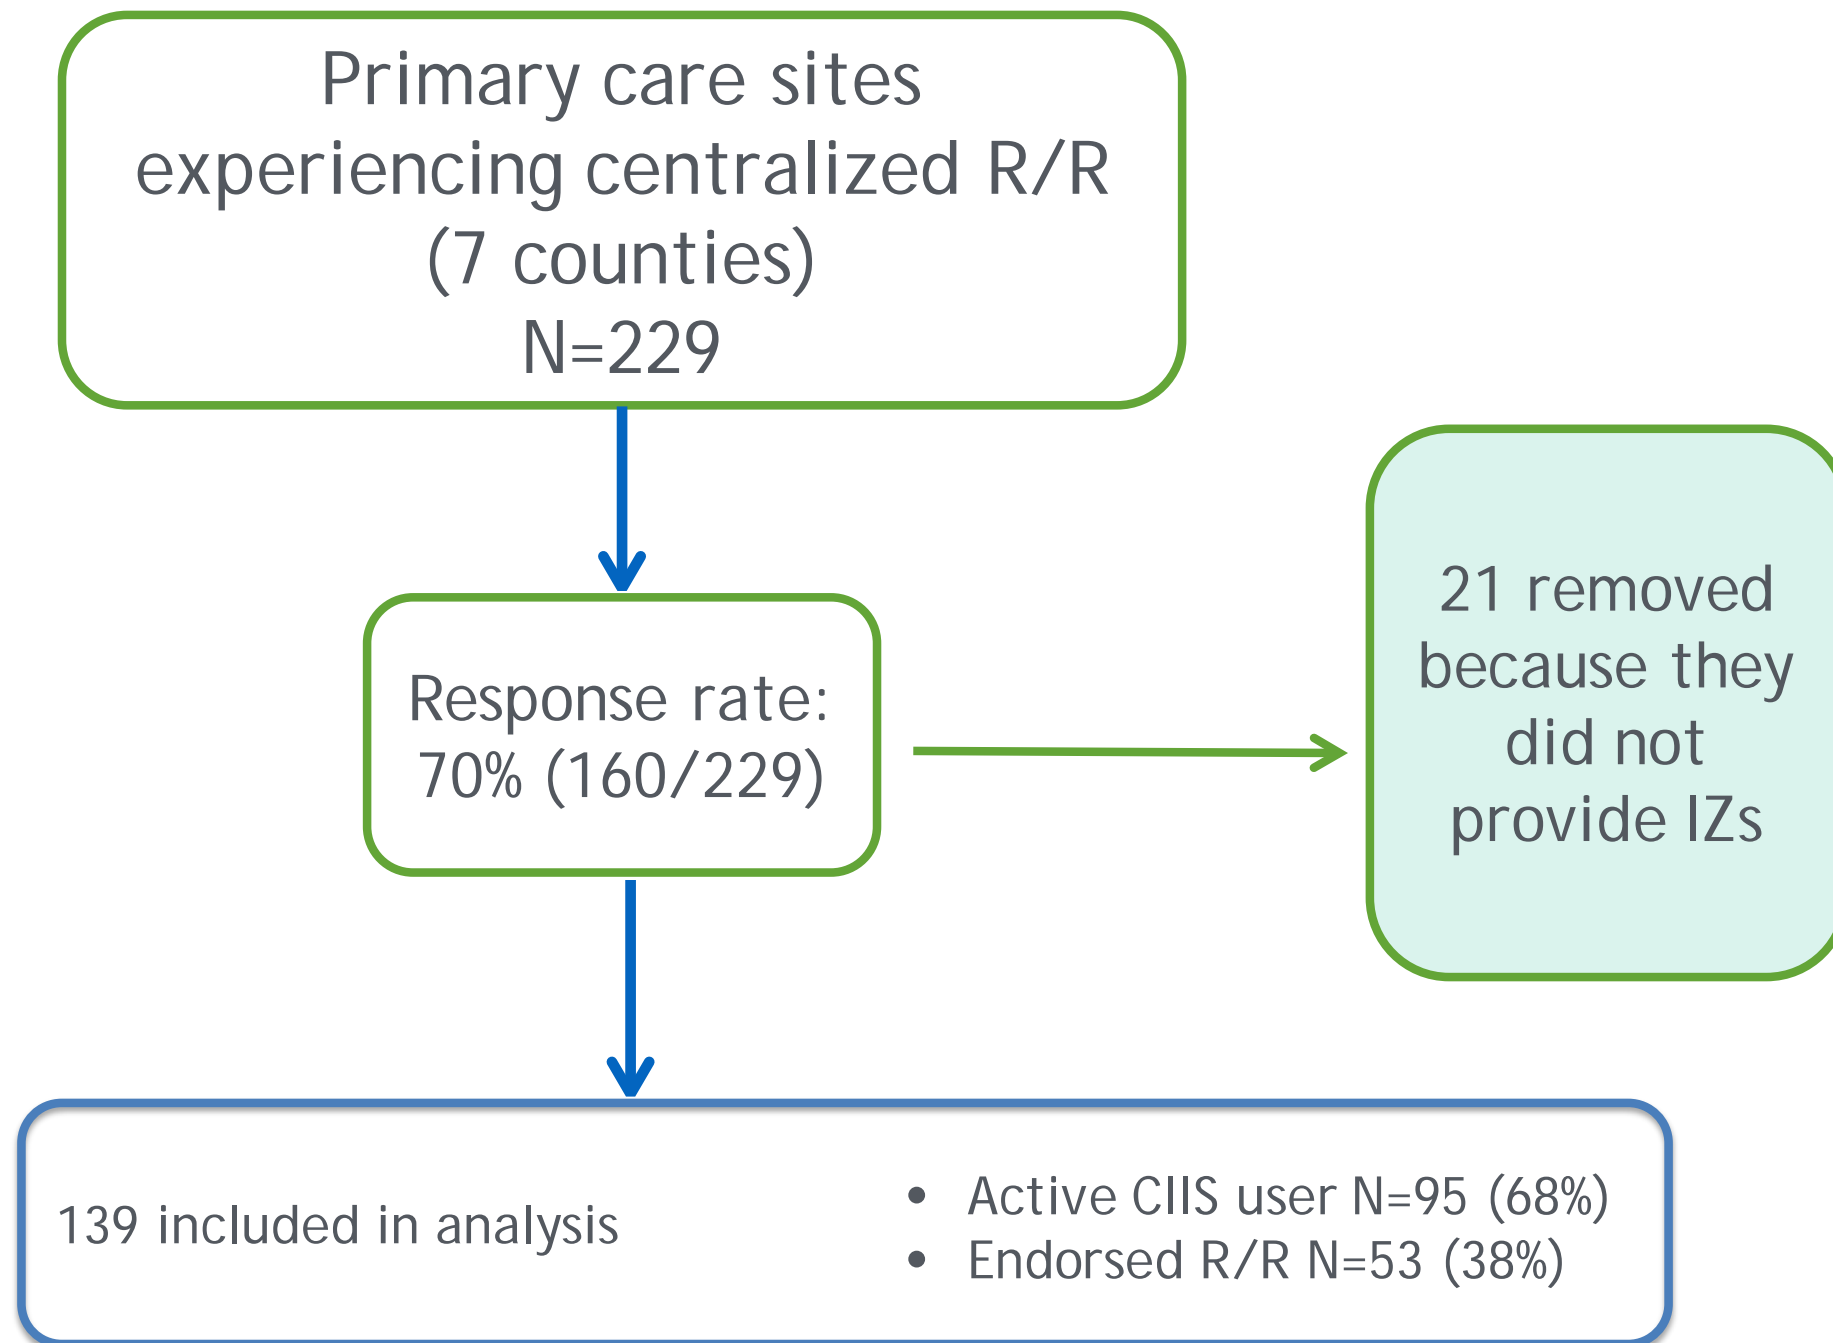 Primary care sites
experiencing centralized R/R
(7 counties)
N=229
Response rate:
70% (160/229)
21 removed
because they
did not
provide IZs
139 included in analysis
• Active CIIS user N=95 (68%)
• Endorsed R/R N=53 (38%)